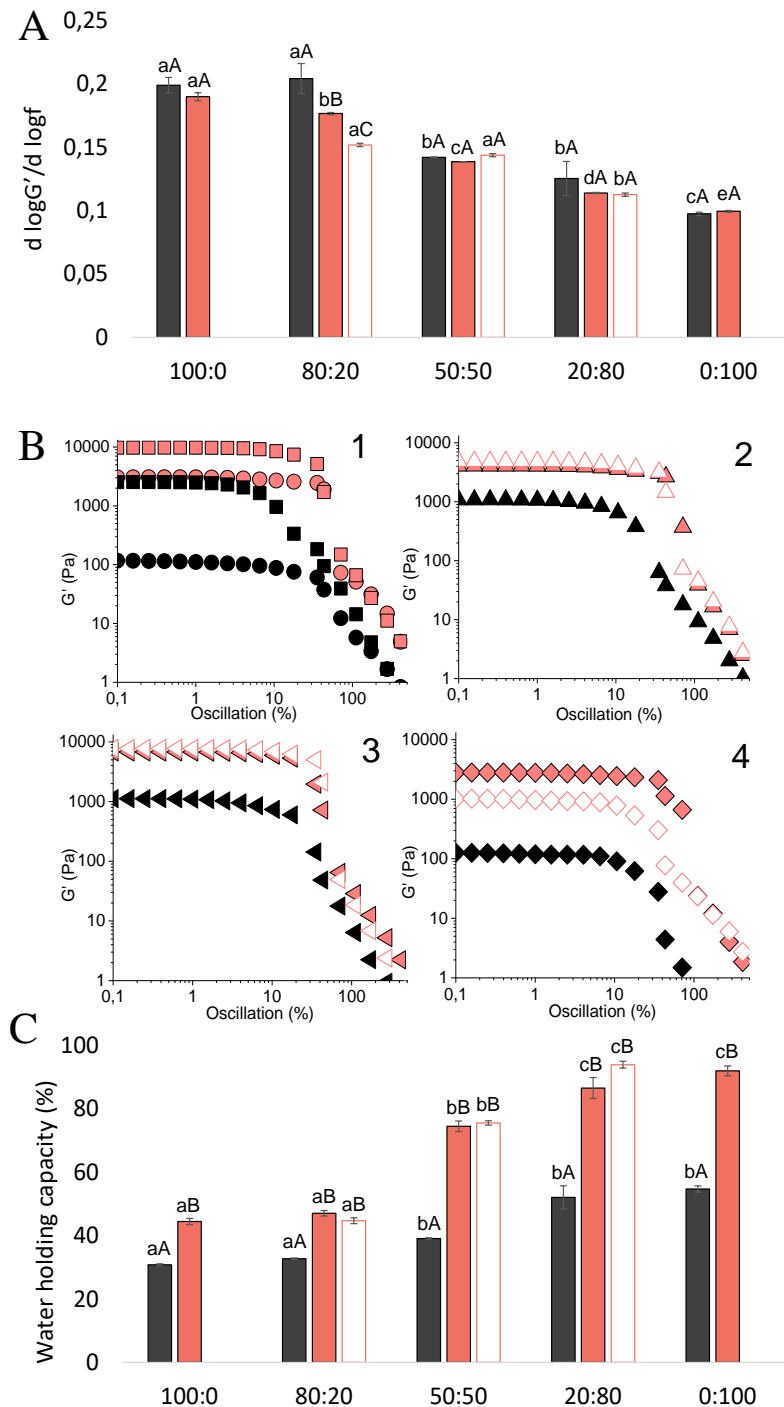 A
d logG′/d logf
0,25
0,2
0,15
0,1
0,05
0
aA aA aA bB aC bA cA aA bA dA bA cA eA
100:0 80:20 50:50 20:80 0:100
B
1
G' (Pa)
10000
1000
100
10
1
0,1 1 10 100
Oscillation (%)
2
G' (Pa)
10000
1000
100
10
1
0,1 1 10 100
Oscillation (%)
3
G' (Pa)
10000
1000
100
10
1
0,1 1 10 100
Oscillation (%)
4
G' (Pa)
10000
1000
100
10
1
0,1 1 10 100
Oscillation (%)
C
Water holding capacity (%)
100
80
60
40
20
0
aA aB aA aB aB bA bB bB bA cB cB bA cB
100:0 80:20 50:50 20:80 0:100